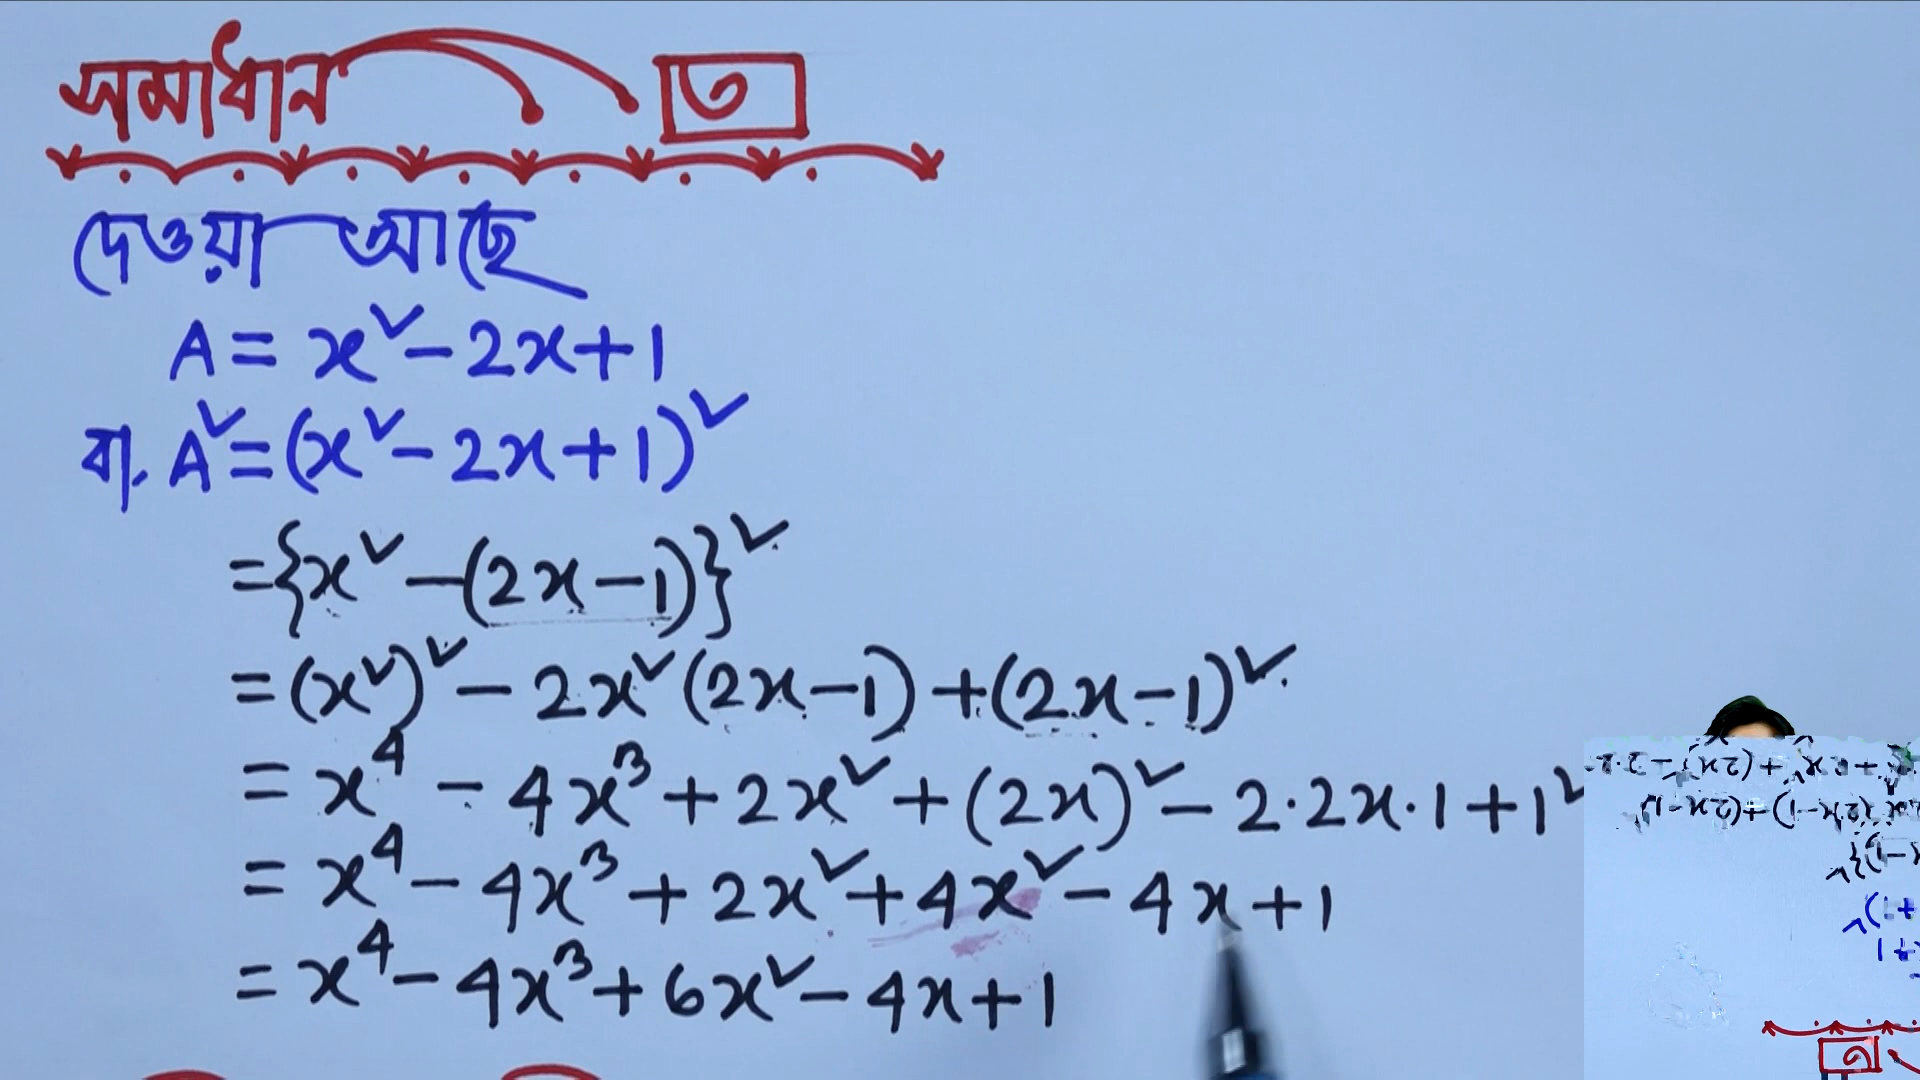 সমাধান ৩
দেওয়া আছে
A = x² - 2x + 1
বা, A² = (x² - 2x + 1)²
= {x² - (2x - 1)}²
= (x²)² - 2x² (2x - 1) + (2x - 1)²
= x⁴ - 4x³ + 2x² + (2x)² - 2·2x·1 + 1²
= x⁴ - 4x³ + 2x² + 4x² - 4x + 1
= x⁴ - 4x³ + 6x² - 4x + 1